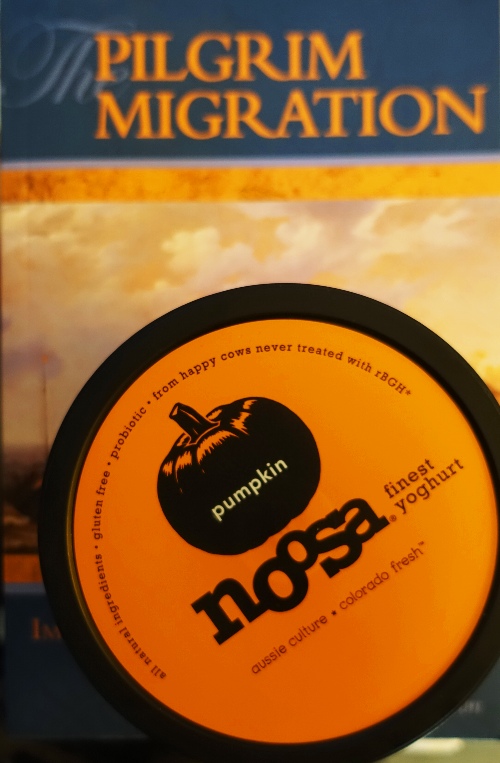 The PILGRIM
MIGRATION
all natural ingredients • gluten free • probiotic • from happy cows never treated with rBGH*
pumpkin
noosa®
finest
yoghurt
aussie culture • colorado fresh™
IM